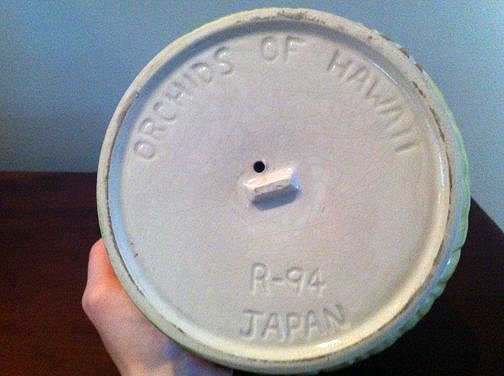 ORCHIDS OF HAWAII
R-94
JAPAN